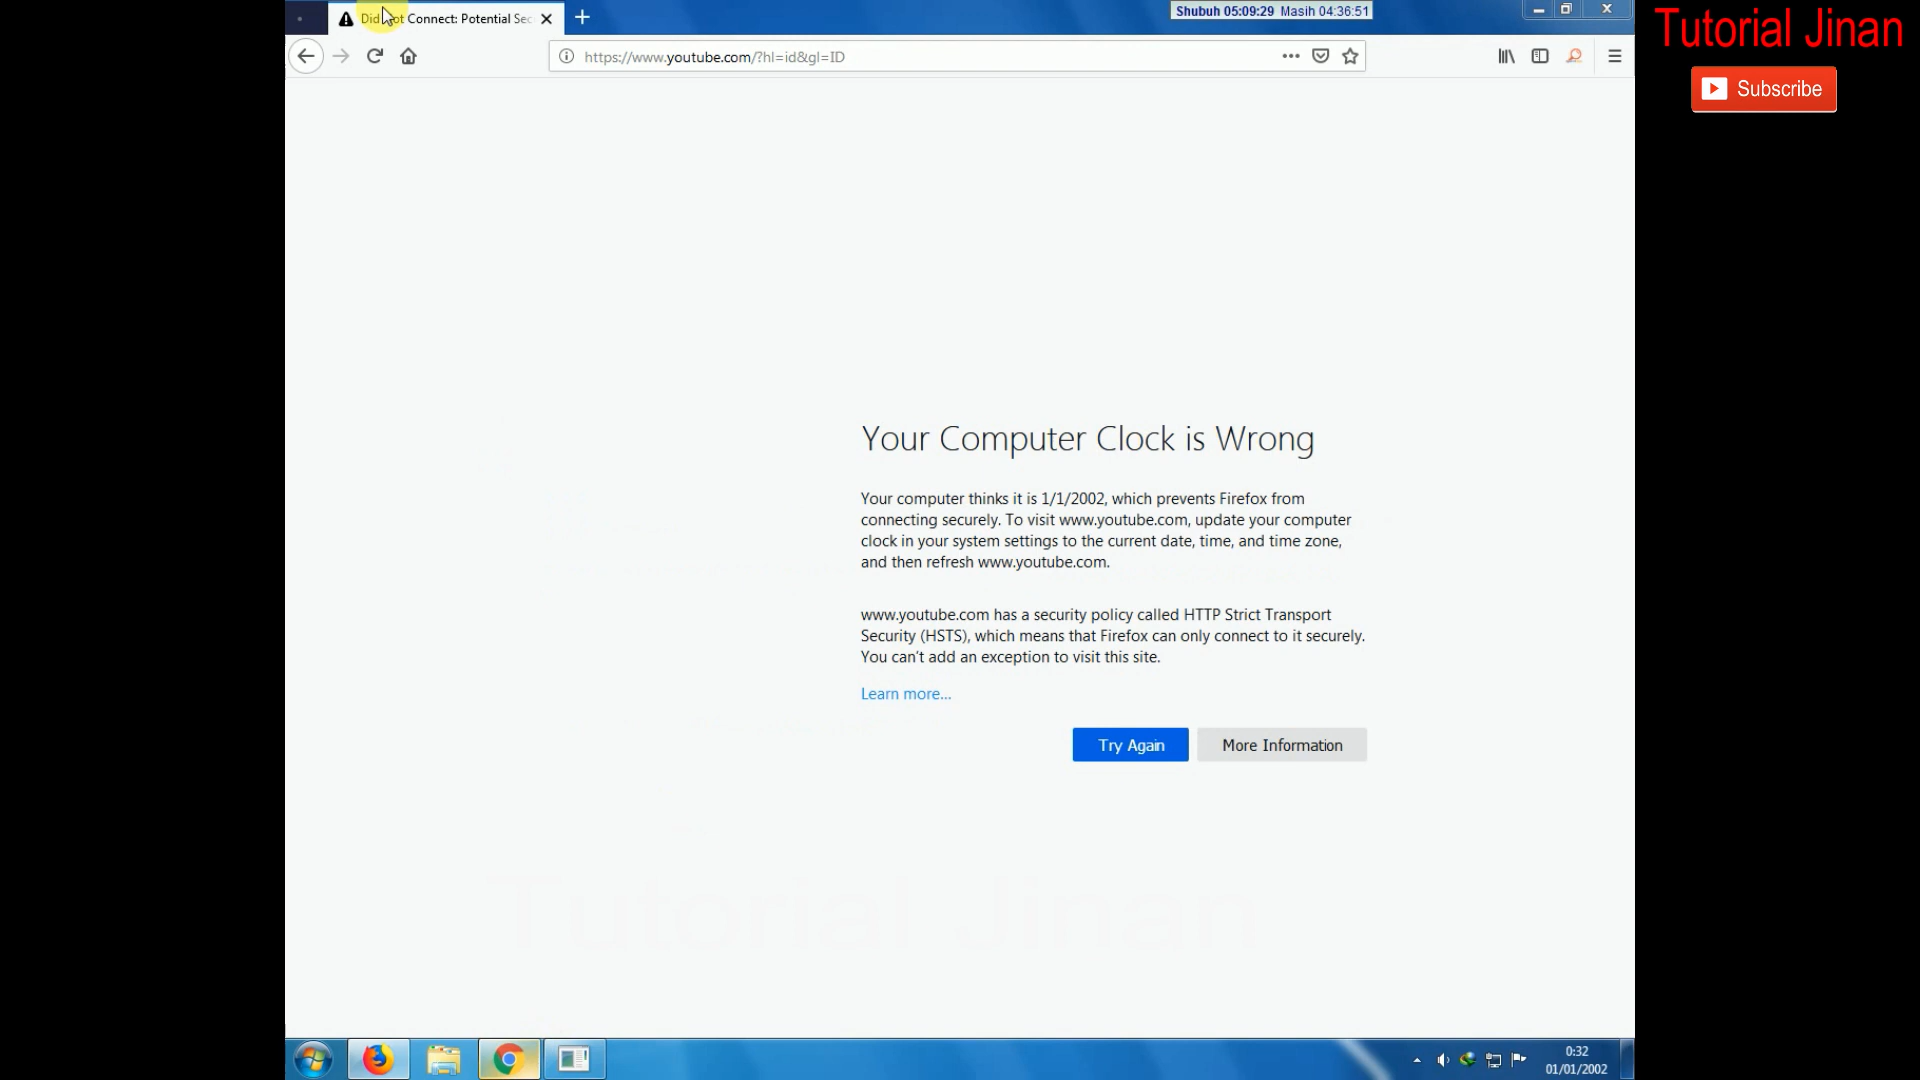 Did ot Connect: Potential Sec
Shubuh 05:09:29 Masih 04:36:51
Tutorial Jinan
https://www.youtube.com/?hl=id&gl=ID
Subscribe
Your Computer Clock is Wrong
Your computer thinks it is 1/1/2002, which prevents Firefox from
connecting securely. To visit www.youtube.com, update your computer
clock in your system settings to the current date, time, and time zone,
and then refresh www.youtube.com.
www.youtube.com has a security policy called HTTP Strict Transport
Security (HSTS), which means that Firefox can only connect to it securely.
You can't add an exception to visit this site.
Learn more...
Try Again
More Information
Tutorial Jinan
0:32
01/01/2002